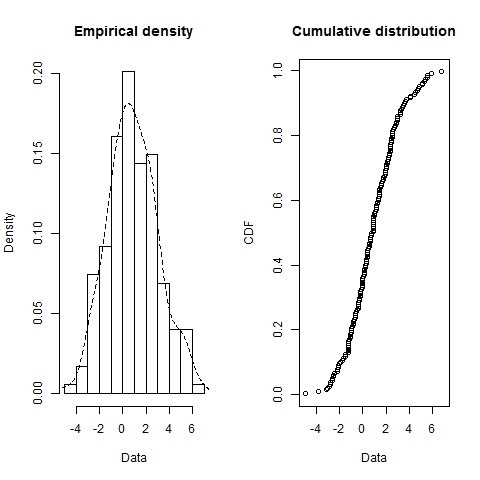 Empirical density
Density
0.00 0.05 0.10 0.15 0.20
-4 -2 0 2 4 6
Data
Cumulative distribution
CDF
0.0 0.2 0.4 0.6 0.8 1.0
-4 -2 0 2 4 6
Data